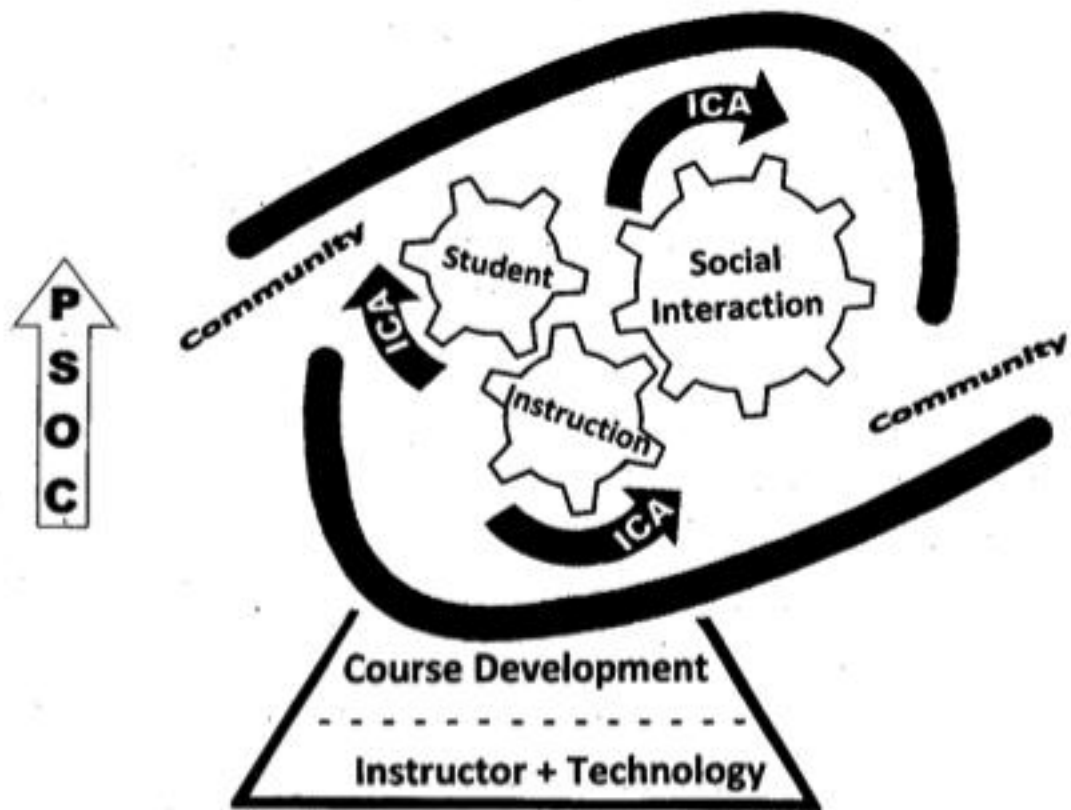 ICA
Student
Social
Interaction
Community
ICA
P
S
O
C
Instruction
Community
ICA
Course Development
Instructor + Technology